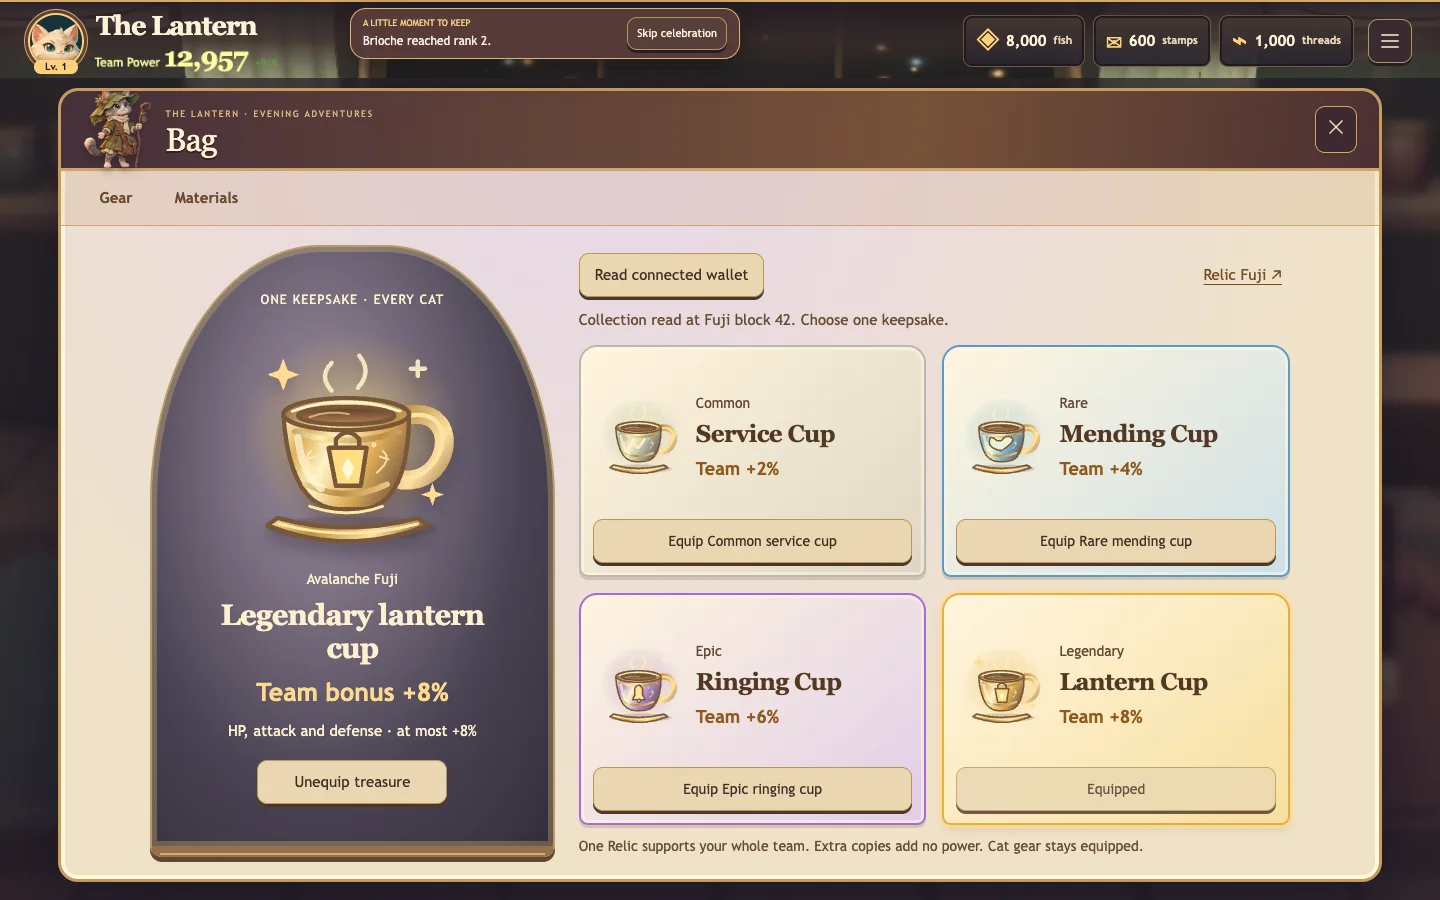 The Lantern
Lv. 1
Team Power 12,957
A LITTLE MOMENT TO KEEP
Brioche reached rank 2.
Skip celebration
8,000 fish
600 stamps
1,000 threads
THE LANTERN · EVENING ADVENTURES
Bag
Gear
Materials
ONE KEEPSAKE · EVERY CAT
Avalanche Fuji
Legendary lantern
cup
Team bonus +8%
HP, attack and defense · at most +8%
Unequip treasure
Read connected wallet
Relic Fuji ↗
Collection read at Fuji block 42. Choose one keepsake.
Common
Service Cup
Team +2%
Equip Common service cup
Rare
Mending Cup
Team +4%
Equip Rare mending cup
Epic
Ringing Cup
Team +6%
Equip Epic ringing cup
Legendary
Lantern Cup
Team +8%
Equipped
One Relic supports your whole team. Extra copies add no power. Cat gear stays equipped.